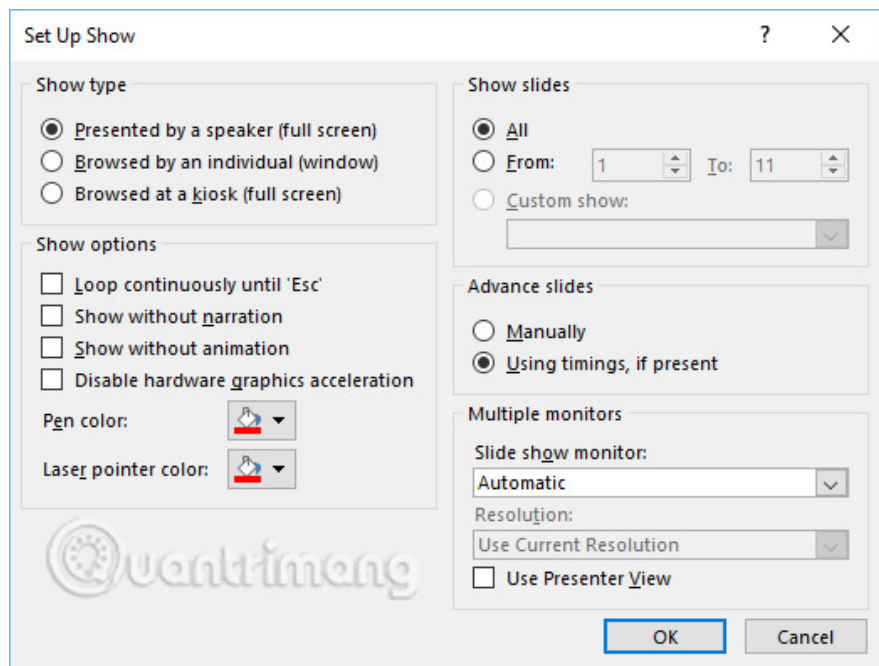 Set Up Show
?
Show type
Presented by a speaker (full screen)
Browsed by an individual (window)
Browsed at a kiosk (full screen)
Show options
Loop continuously until 'Esc'
Show without narration
Show without animation
Disable hardware graphics acceleration
Pen color:
Laser pointer color:
Quantrimang
Show slides
All
From: 1 To: 11
Custom show:
Advance slides
Manually
Using timings, if present
Multiple monitors
Slide show monitor:
Automatic
Resolution:
Use Current Resolution
Use Presenter View
OK Cancel